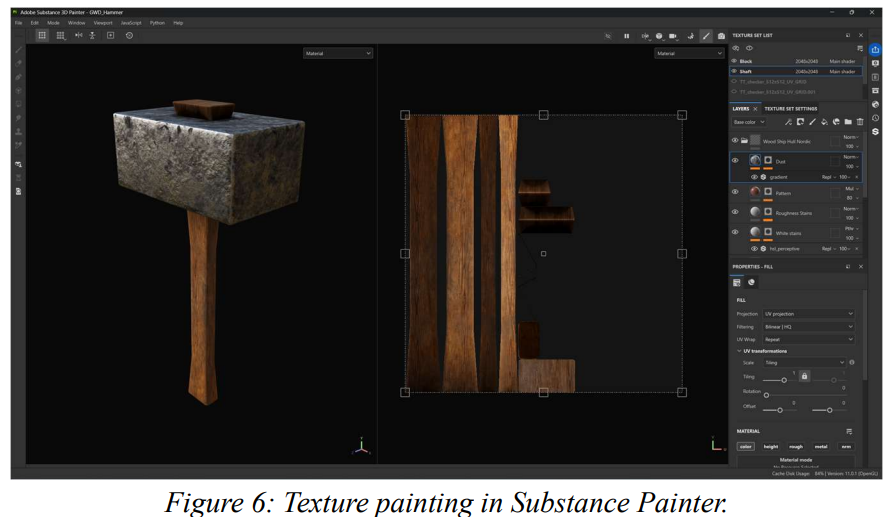 Adobe Substance 3D Painter - GWD_Hammer
File Edit Mode Window Viewport JavaScript Python Help
Material
Material
TEXTURE SET LIST
Block 2048x2048 Main shader
Shaft 2048x2048 Main shader
LAYERS TEXTURE SET SETTINGS
Base color
Wood Ship Hull Nordic Norm 100
Dust Norm 100
gradient Repl 100
Pattern Mul 80
Roughness Stains Norm 100
White stains 100
hsl_perceptive Repl 100
PROPERTIES - FILL
FILL
Projection UV projection
Filtering Bilinear | HQ
UV Wrap Repeat
UV transformations
Scale Tiling
Tiling 1
Rotation 0
Offset 0 0
MATERIAL
color height rough metal nrm
Material mode
Cache Disk Usage: 84% | Version: 11.0.1 (OpenGL)
Figure 6: Texture painting in Substance Painter.